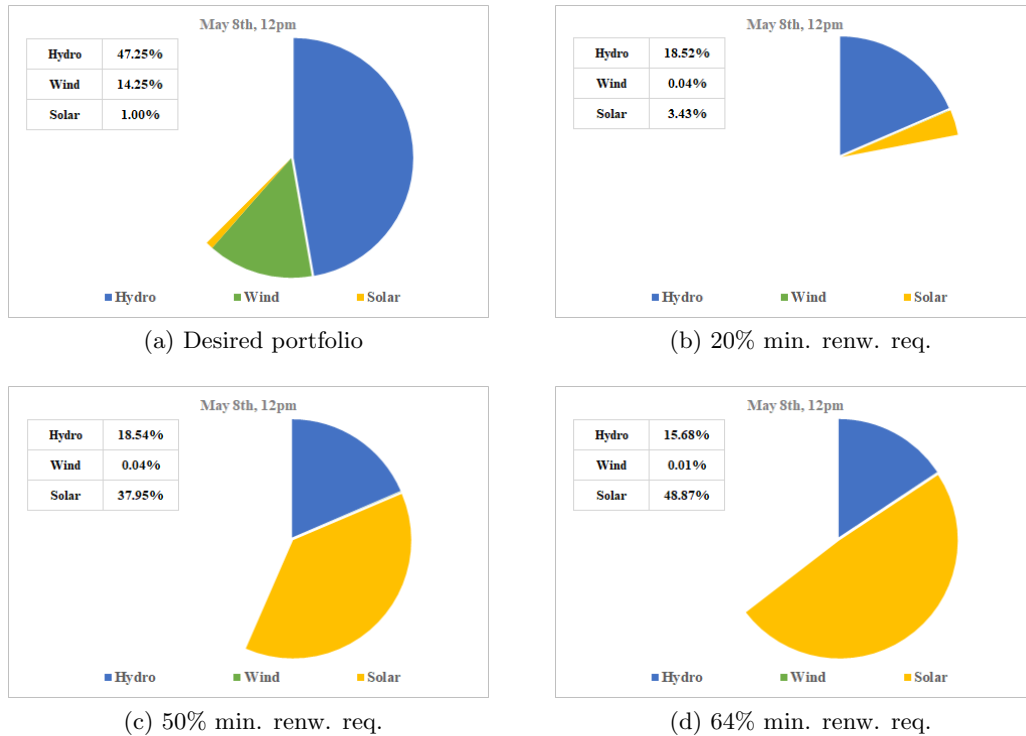 May 8th, 12pm
Hydro 47.25%
Wind 14.25%
Solar 1.00%
Hydro Wind Solar
(a) Desired portfolio
May 8th, 12pm
Hydro 18.52%
Wind 0.04%
Solar 3.43%
Hydro Wind Solar
(b) 20% min. renw. req.
May 8th, 12pm
Hydro 18.54%
Wind 0.04%
Solar 37.95%
Hydro Wind Solar
(c) 50% min. renw. req.
May 8th, 12pm
Hydro 15.68%
Wind 0.01%
Solar 48.87%
Hydro Wind Solar
(d) 64% min. renw. req.